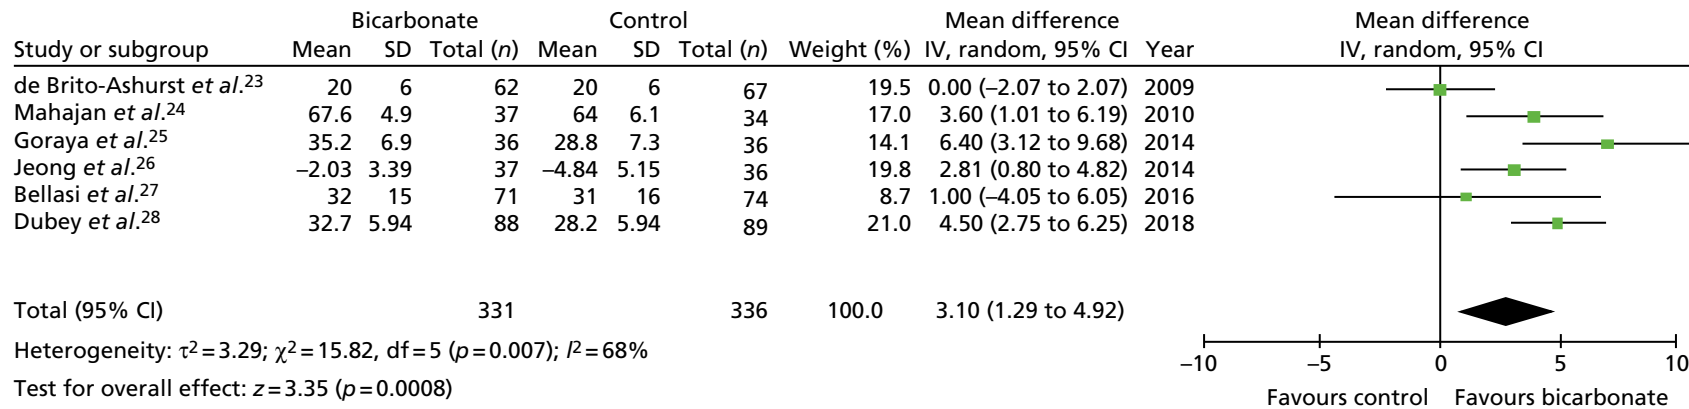 Bicarbonate Control Mean difference Mean difference
Study or subgroup Mean SD Total (n) Mean SD Total (n) Weight (%) IV, random, 95% CI Year IV, random, 95% CI
de Brito-Ashurst et al.23 20 6 62 20 6 67 19.5 0.00 (–2.07 to 2.07) 2009
Mahajan et al.24 67.6 4.9 37 64 6.1 34 17.0 3.60 (1.01 to 6.19) 2010
Goraya et al.25 35.2 6.9 36 28.8 7.3 36 14.1 6.40 (3.12 to 9.68) 2014
Jeong et al.26 –2.03 3.39 37 –4.84 5.15 36 19.8 2.81 (0.80 to 4.82) 2014
Bellasi et al.27 32 15 71 31 16 74 8.7 1.00 (–4.05 to 6.05) 2016
Dubey et al.28 32.7 5.94 88 28.2 5.94 89 21.0 4.50 (2.75 to 6.25) 2018
Total (95% CI) 331 336 100.0 3.10 (1.29 to 4.92)
Heterogeneity: τ2=3.29; χ2=15.82, df=5 (p=0.007); I2=68%
Test for overall effect: z=3.35 (p=0.0008)
–10 –5 0 5 10
Favours control Favours bicarbonate